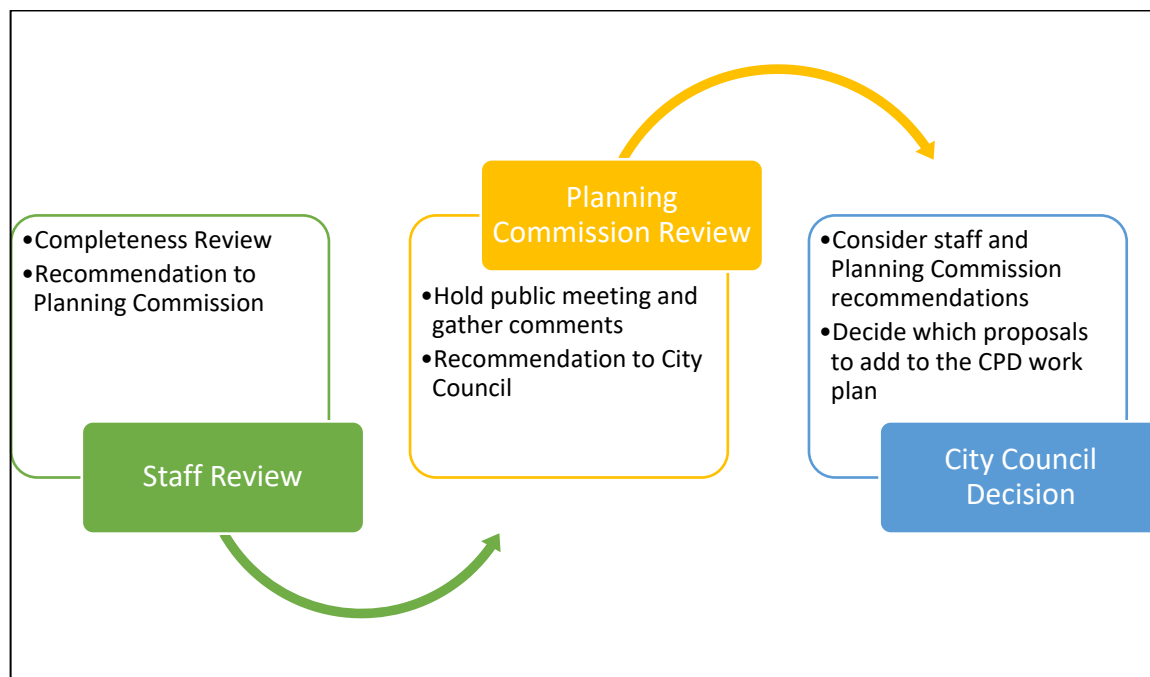 •Completeness Review
•Recommendation to
Planning Commission
Staff Review
Planning
Commission Review
•Hold public meeting and
gather comments
•Recommendation to City
Council
•Consider staff and
Planning Commission
recommendations
•Decide which proposals
to add to the CPD work
plan
City Council
Decision